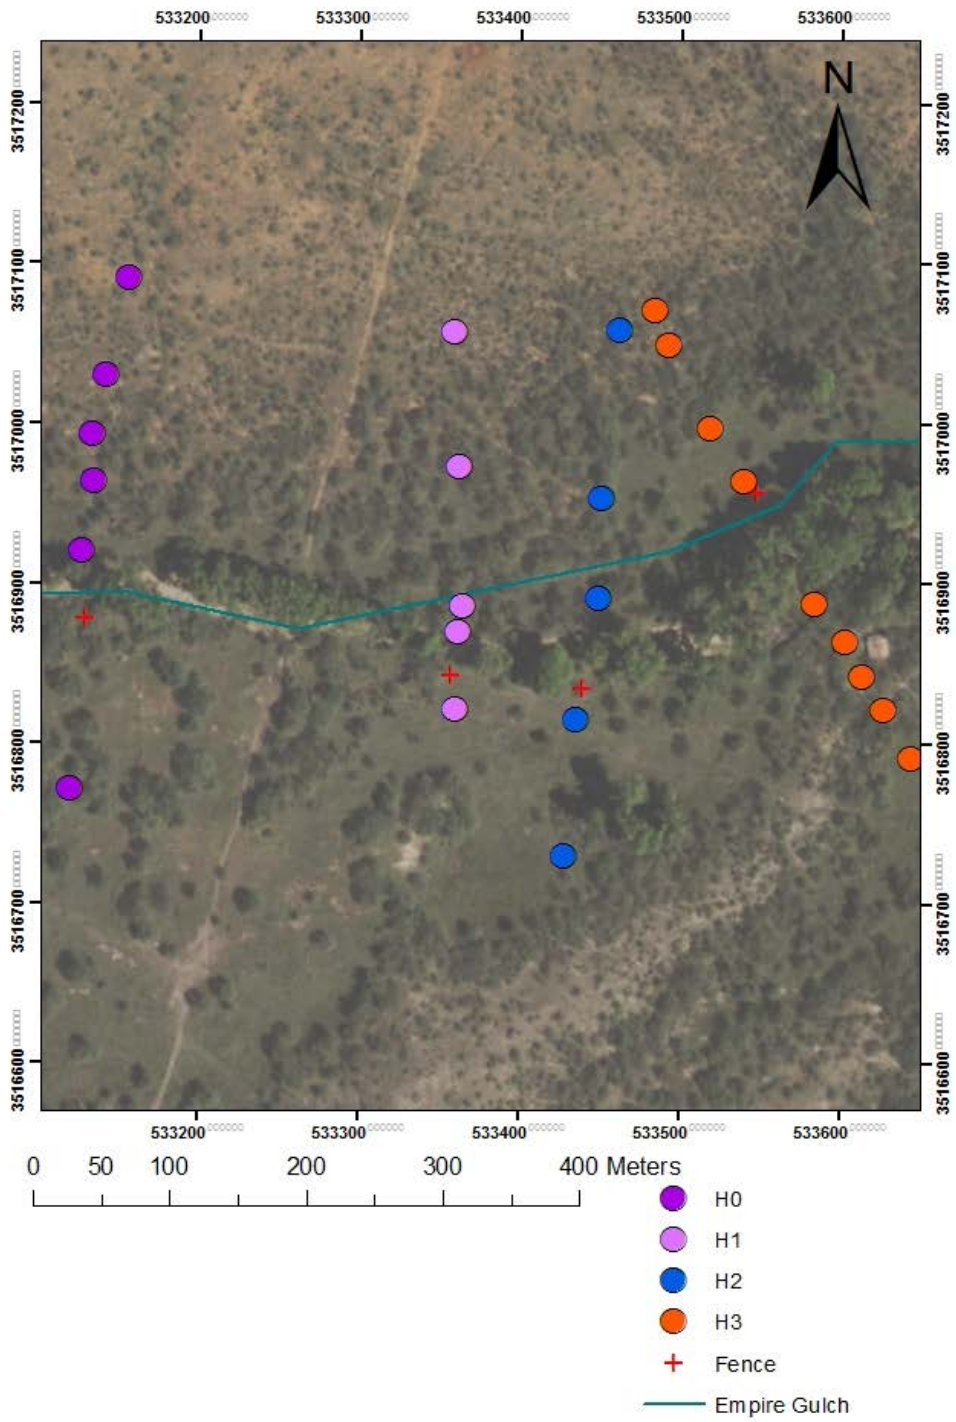 533200 533300 533400 533500 533600
N
3517200 3517200
3517100 3517100
3517000 3517000
3516900 3516900
3516800 3516800
3516700 3516700
3516600 3516600
533200 533300 533400 533500 533600
0 50 100 200 300 400 Meters
H0
H1
H2
H3
Fence
Empire Gulch